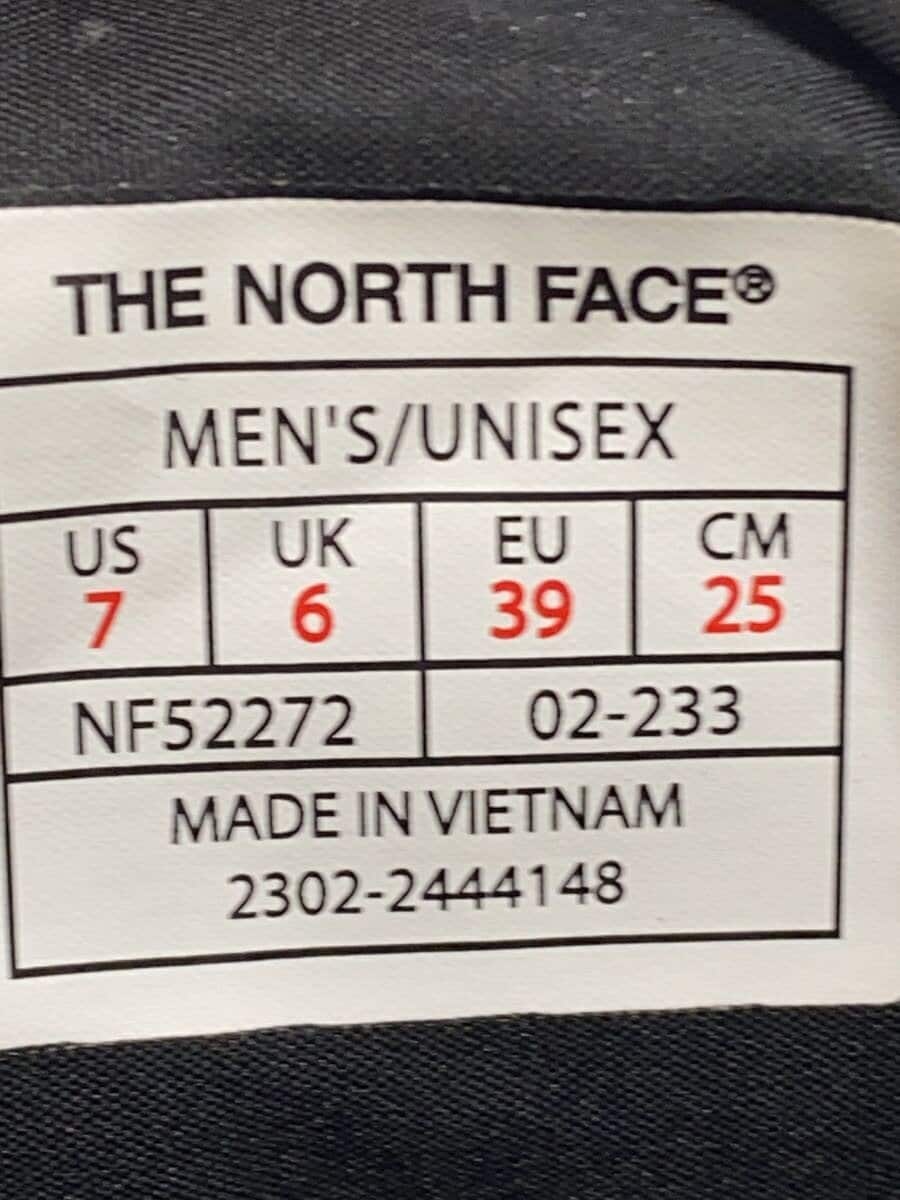 THE NORTH FACE®
MEN'S/UNISEX
US UK EU CM
7 6 39 25
NF52272 02-233
MADE IN VIETNAM
2302-2444148